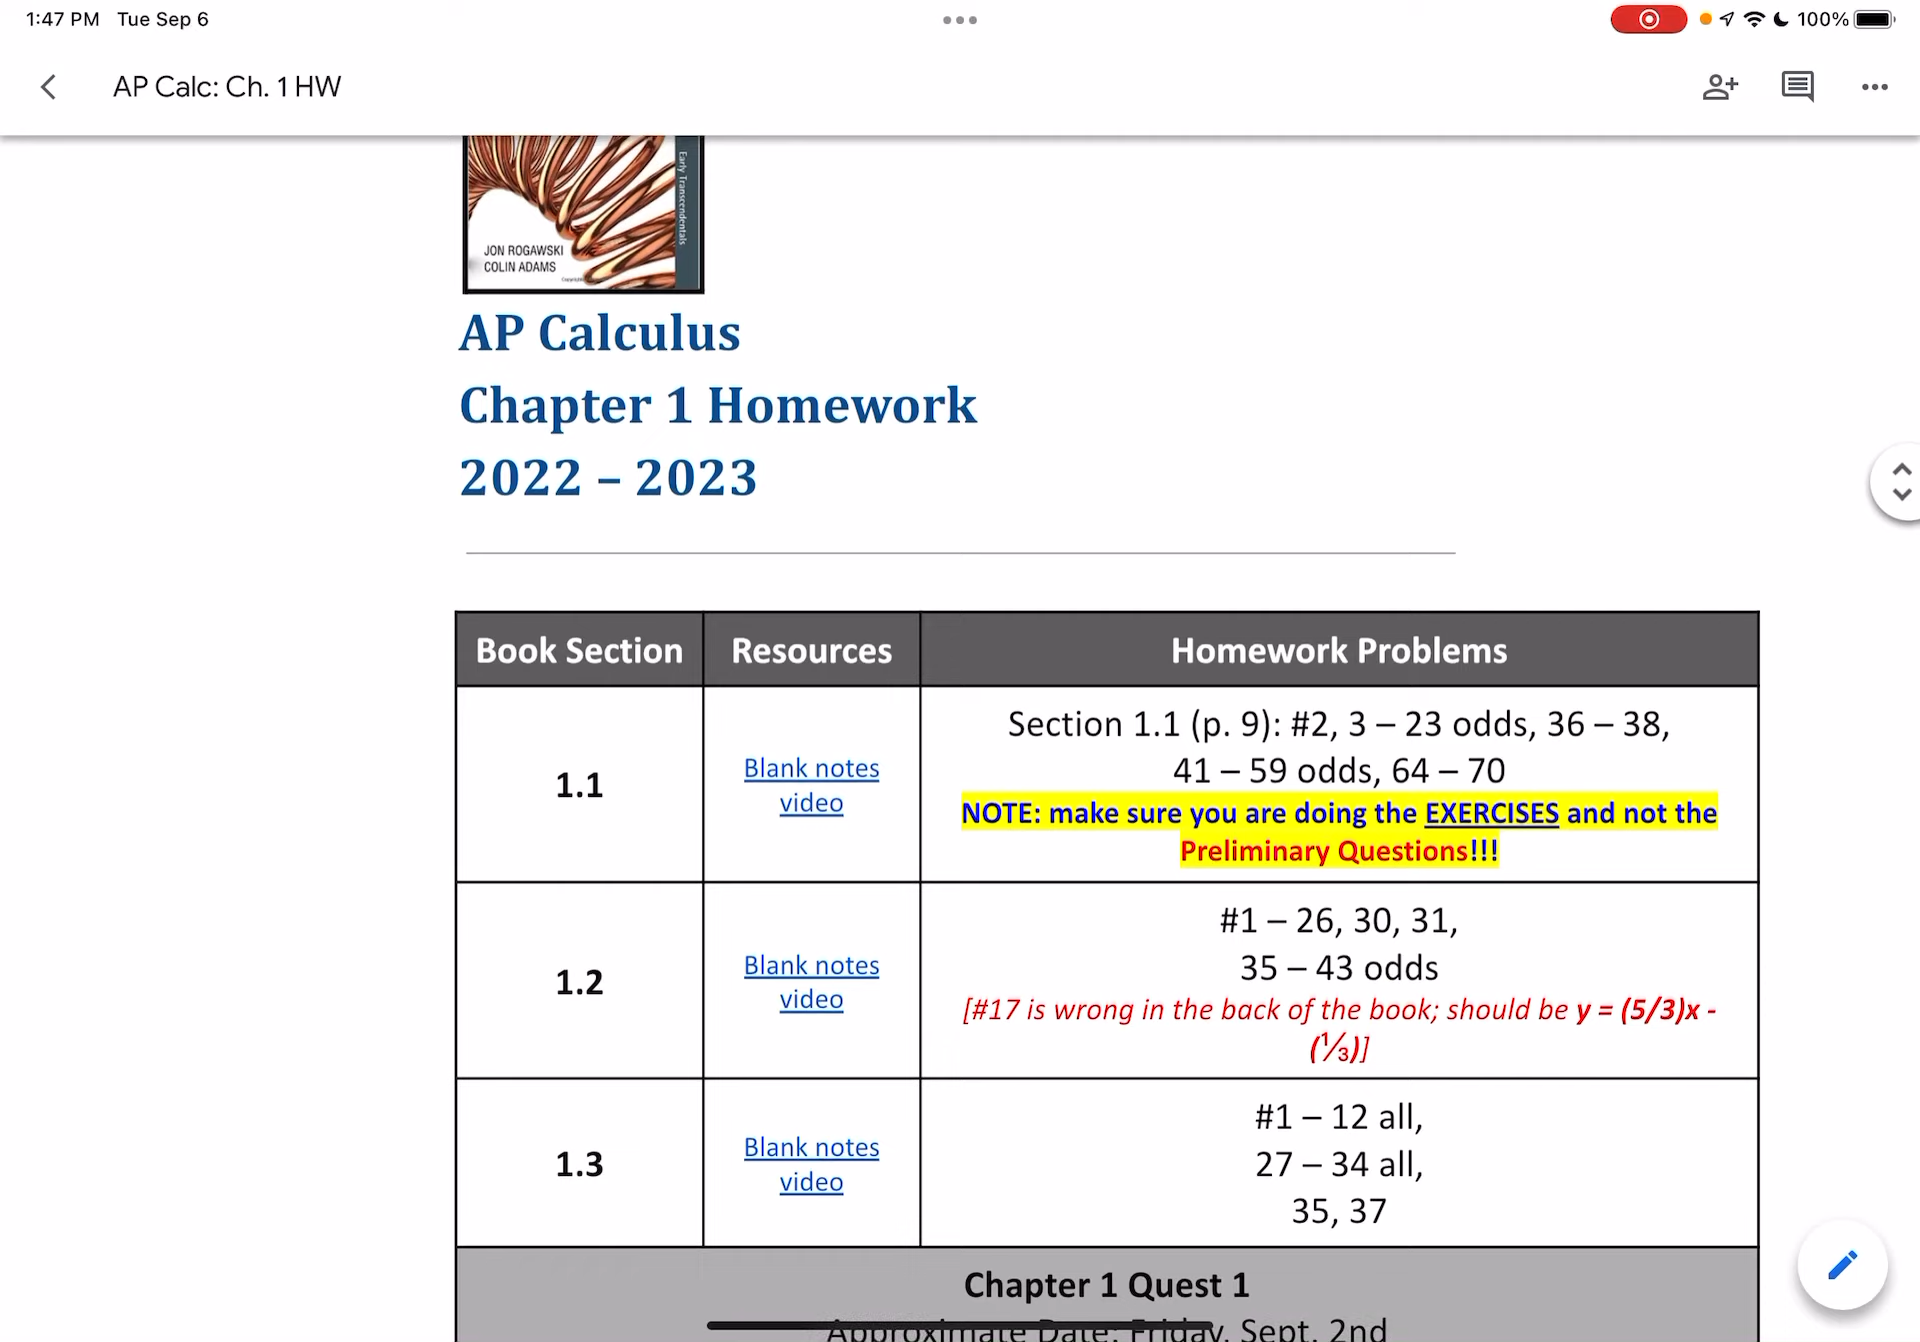 1:47 PM Tue Sep 6
100%
AP Calc: Ch. 1 HW
Early Transcendentals
JON ROGAWSKI
COLIN ADAMS
AP Calculus
Chapter 1 Homework
2022 – 2023
Book Section Resources Homework Problems
1.1
Blank notes
video
Section 1.1 (p. 9): #2, 3 – 23 odds, 36 – 38,
41 – 59 odds, 64 – 70
NOTE: make sure you are doing the EXERCISES and not the
Preliminary Questions!!!
1.2
Blank notes
video
#1 – 26, 30, 31,
35 – 43 odds
[#17 is wrong in the back of the book; should be y = (5/3)x -
(⅓)]
1.3
Blank notes
video
#1 – 12 all,
27 – 34 all,
35, 37
Chapter 1 Quest 1
Approximate Date: Friday, Sept. 2nd